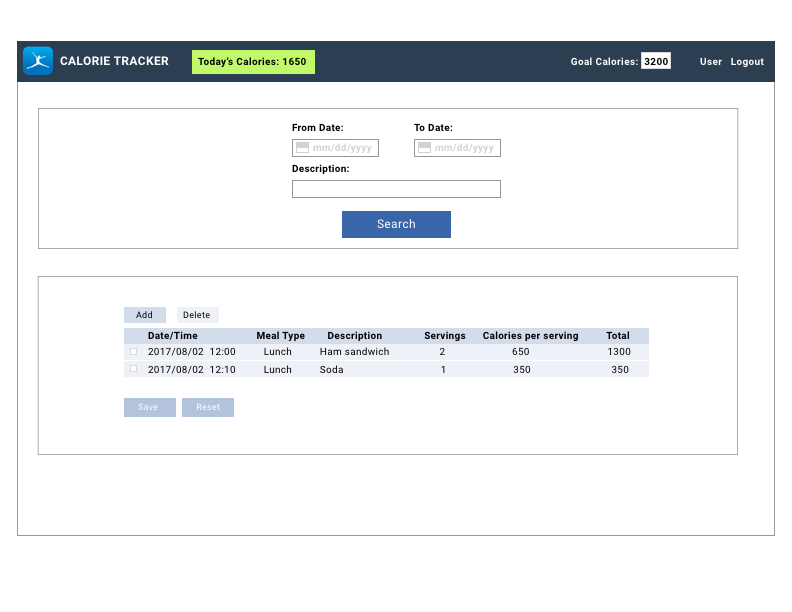 CALORIE TRACKER Today's Calories: 1650 Goal Calories: 3200 User Logout
From Date: To Date:
mm/dd/yyyy mm/dd/yyyy
Description:
Search
Add Delete
Date/Time Meal Type Description Servings Calories per serving Total
2017/08/02 12:00 Lunch Ham sandwich 2 650 1300
2017/08/02 12:10 Lunch Soda 1 350 350
Save Reset